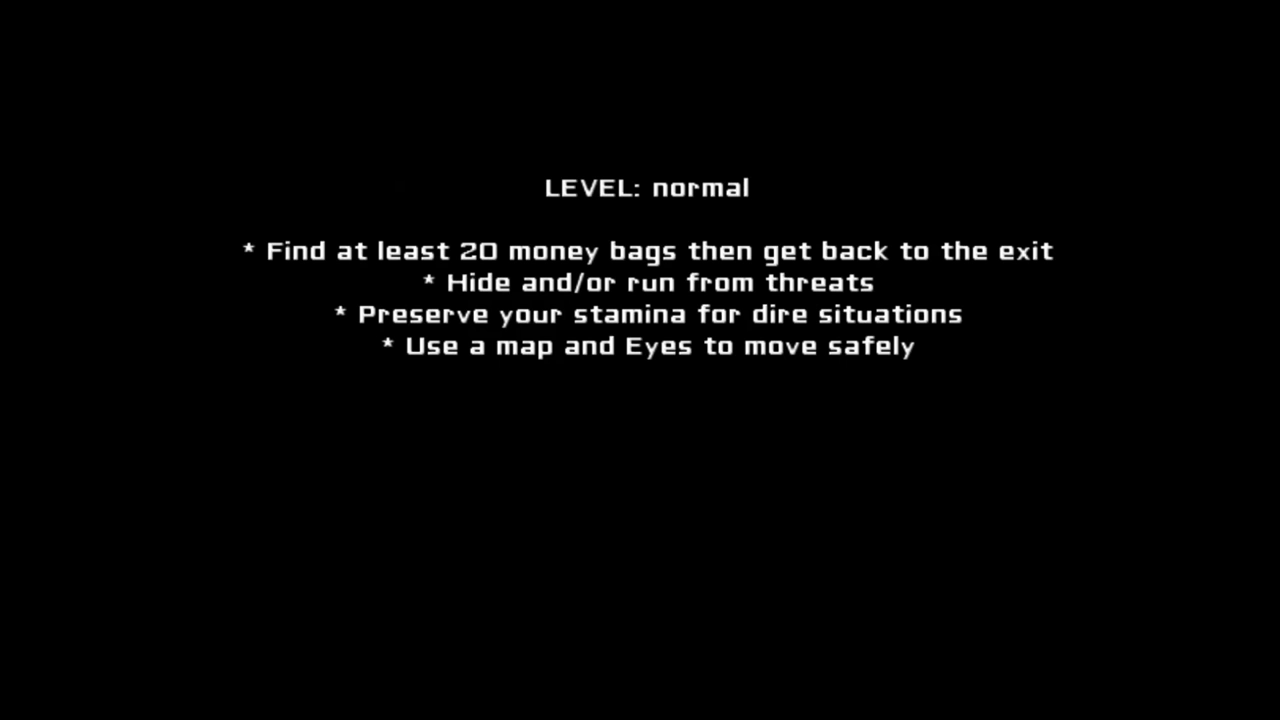 LEVEL: normal
* Find at least 20 money bags then get back to the exit
* Hide and/or run from threats
* Preserve your stamina for dire situations
* Use a map and Eyes to move safely